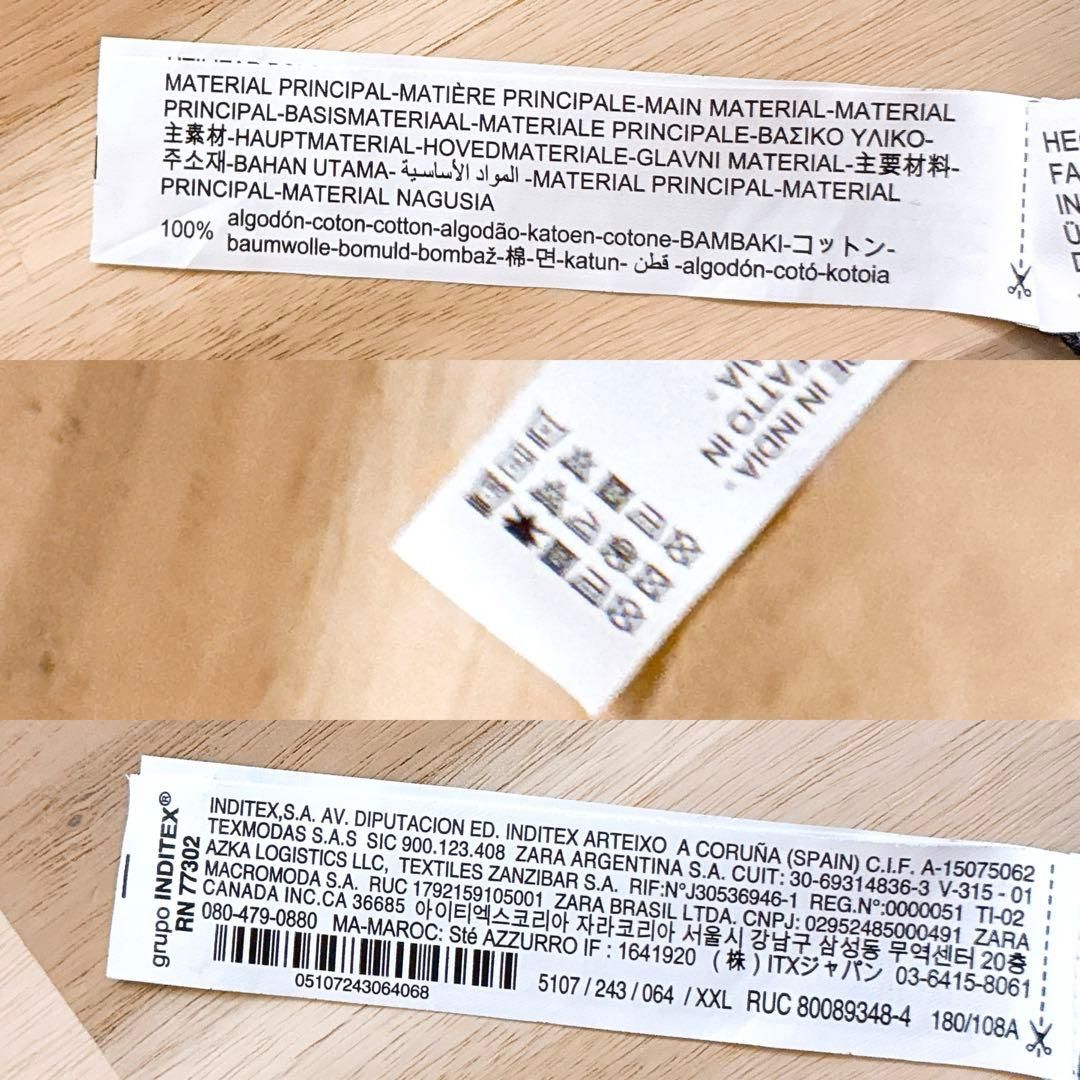 MATERIAL PRINCIPAL-MATIÈRE PRINCIPALE-MAIN MATERIAL-MATERIAL
PRINCIPAL-BASISMATERIAAL-MATERIALE PRINCIPALE-ΒΑΣΙΚΟ ΥΛΙΚΟ-
主素材-HAUPTMATERIAL-HOVEDMATERIALE-GLAVNI MATERIAL-主要材料-
주소재-BAHAN UTAMA- المواد الأساسية -MATERIAL PRINCIPAL-MATERIAL
PRINCIPAL-MATERIAL NAGUSIA
100% algodón-coton-cotton-algodão-katoen-cotone-BAMBAKI-コットン-
baumwolle-bomuld-bombaž-棉-면-katun- قطن -algodón-cotó-kotoia
HE
FA
IN
IN INDIA
FATTO IN
grupo INDITEX®
RN 77302
INDITEX,S.A. AV. DIPUTACION ED. INDITEX ARTEIXO A CORUÑA (SPAIN) C.I.F. A-15075062
TEXMODAS S.A.S SIC 900.123.408 ZARA ARGENTINA S.A. CUIT: 30-69314836-3 V-315 - 01
AZKA LOGISTICS LLC, TEXTILES ZANZIBAR S.A. RIF:N°J30536946-1 REG.N°:0000051 TI-02
MACROMODA S.A. RUC 1792159105001 ZARA BRASIL LTDA. CNPJ: 02952485000491 ZARA
CANADA INC.CA 36685 아이티엑스코리아 자라코리아 서울시 강남구 삼성동 무역센터 20층
080-479-0880 MA-MAROC: Sté AZZURRO IF : 1641920 (株)ITXジャパン 03-6415-8061
05107243064068
5107 / 243 / 064 / XXL RUC 80089348-4 180/108A